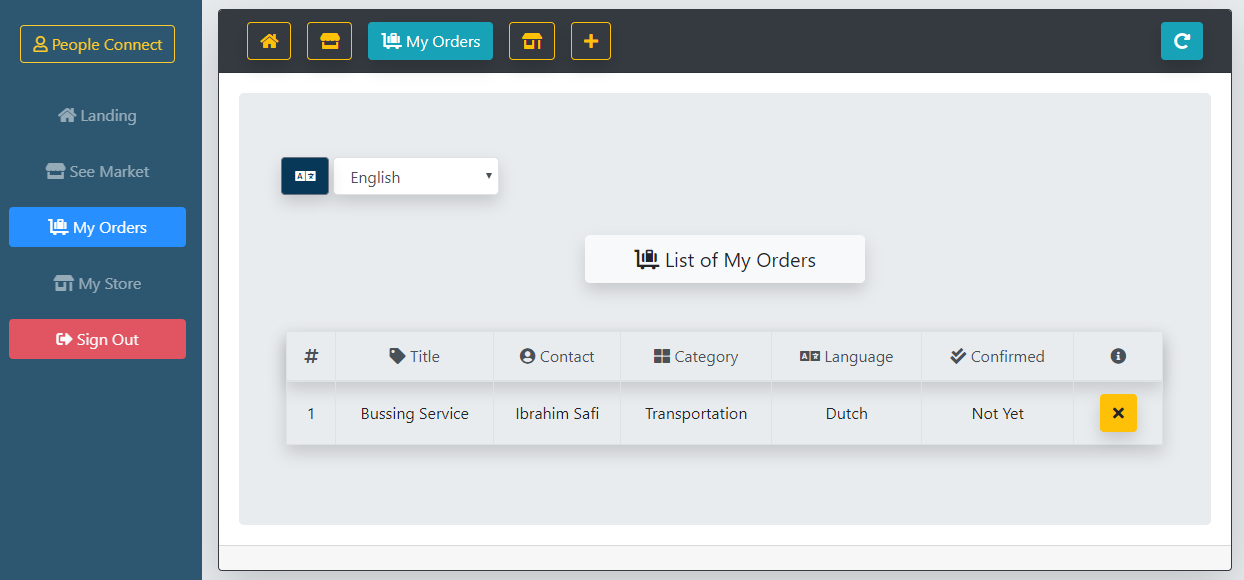 People Connect
Landing
See Market
My Orders
My Store
Sign Out
My Orders
A
English
List of My Orders
# Title Contact Category A Language Confirmed
1 Bussing Service Ibrahim Safi Transportation Dutch Not Yet